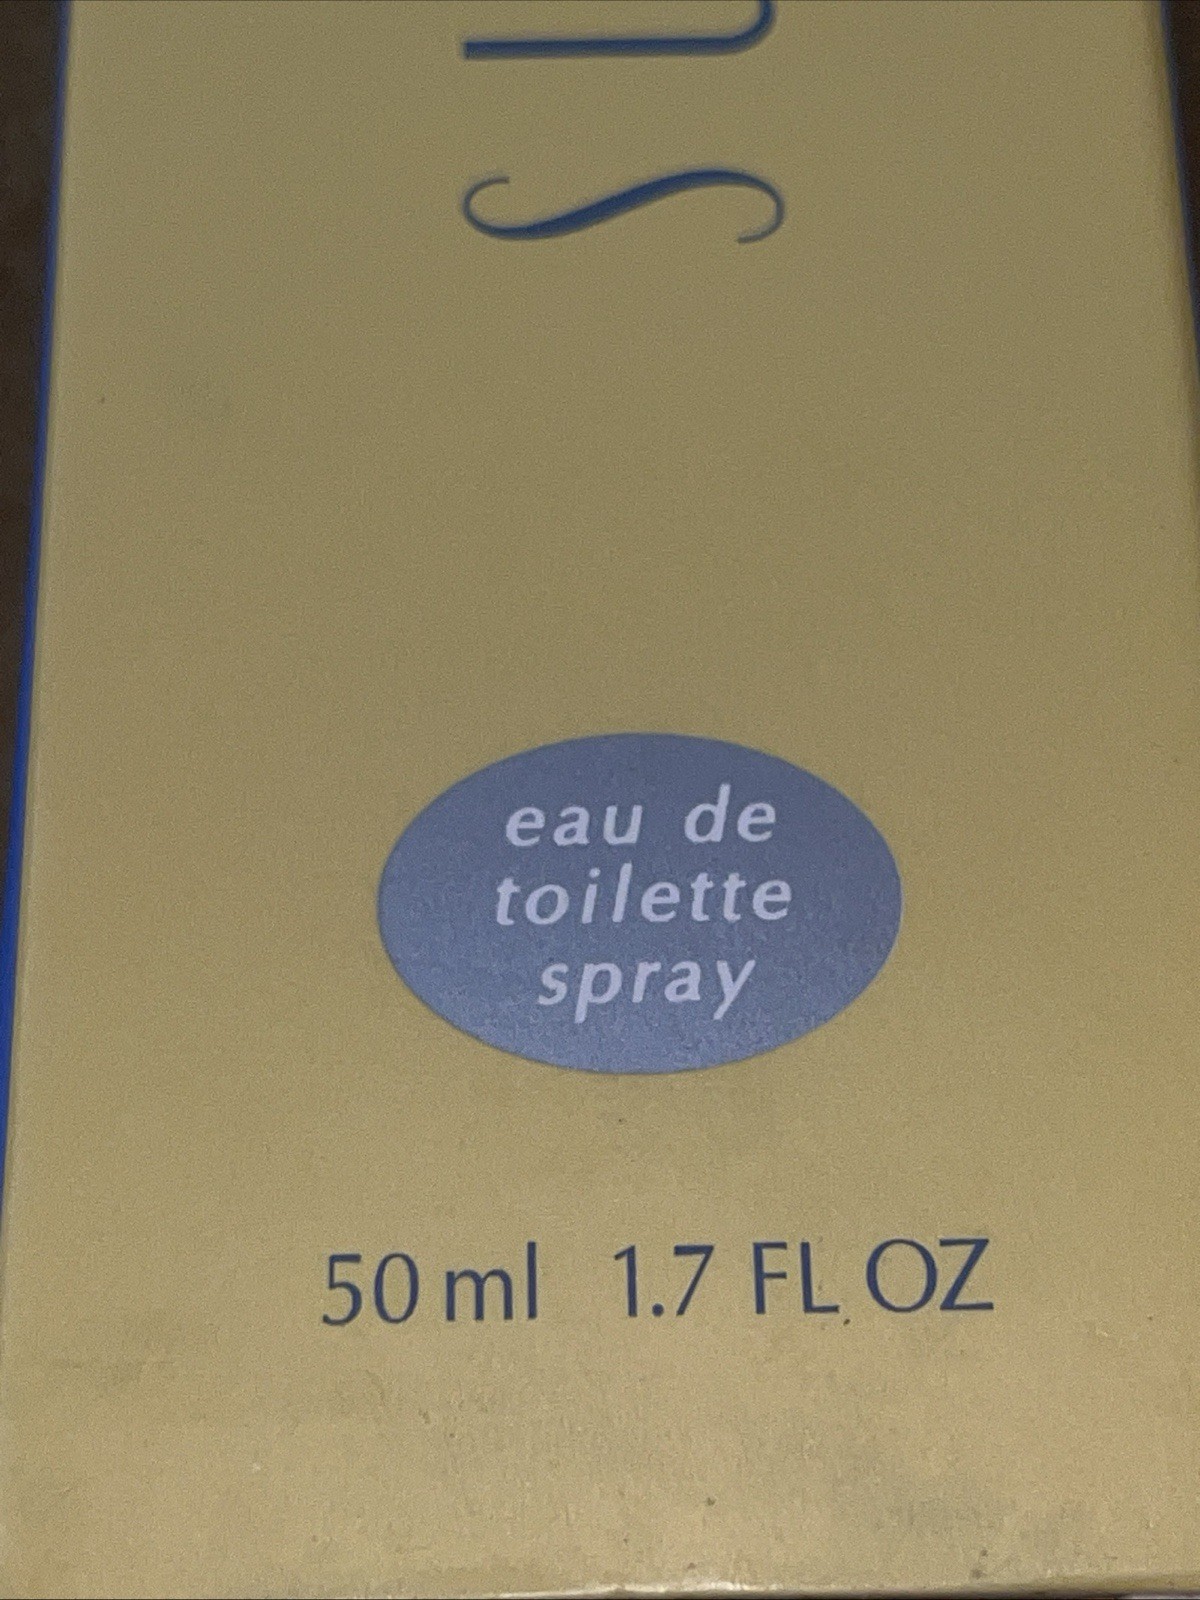 s
eau de
toilette
spray
50 ml 1.7 FL OZ